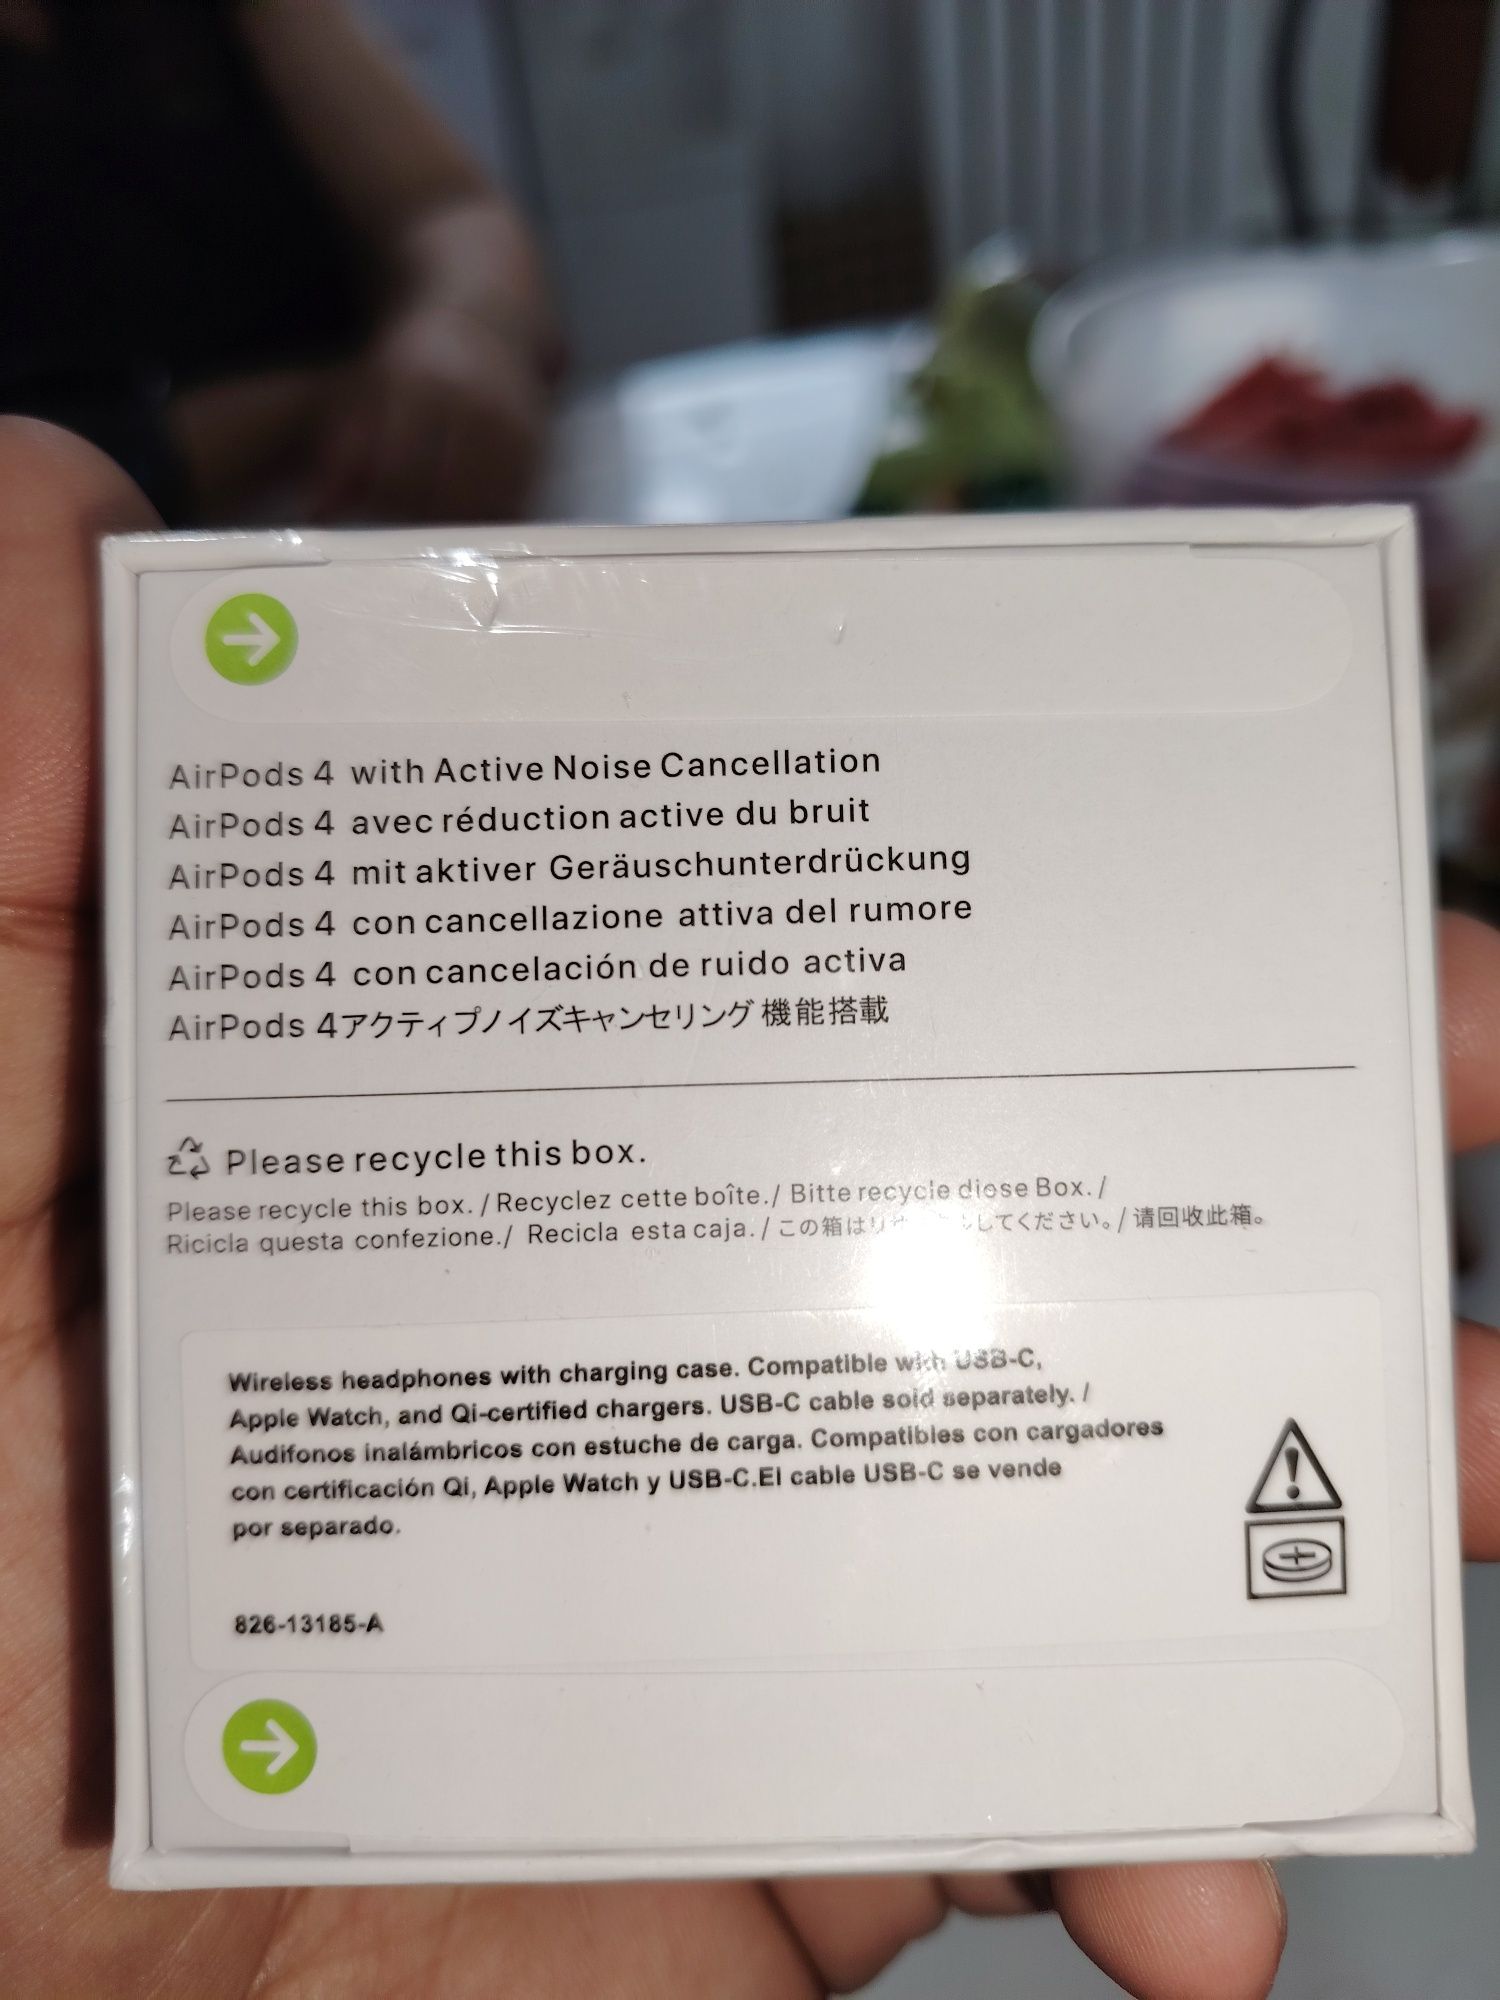 AirPods 4 with Active Noise Cancellation
AirPods 4 avec réduction active du bruit
AirPods 4 mit aktiver Geräuschunterdrückung
AirPods 4 con cancellazione attiva del rumore
AirPods 4 con cancelación de ruido activa
AirPods 4アクティブノイズキャンセリング 機能搭載
Please recycle this box.
Please recycle this box. / Recyclez cette boîte. / Bitte recycle diese Box. /
Ricicla questa confezione./ Recicla esta caja. / この箱はリサ してください。/ 请回收此箱。
Wireless headphones with charging case. Compatible with USB-C,
Apple Watch, and Qi-certified chargers. USB-C cable sold separately. /
Audífonos inalámbricos con estuche de carga. Compatibles con cargadores
con certificación Qi, Apple Watch y USB-C.El cable USB-C se vende
por separado.
826-13185-A